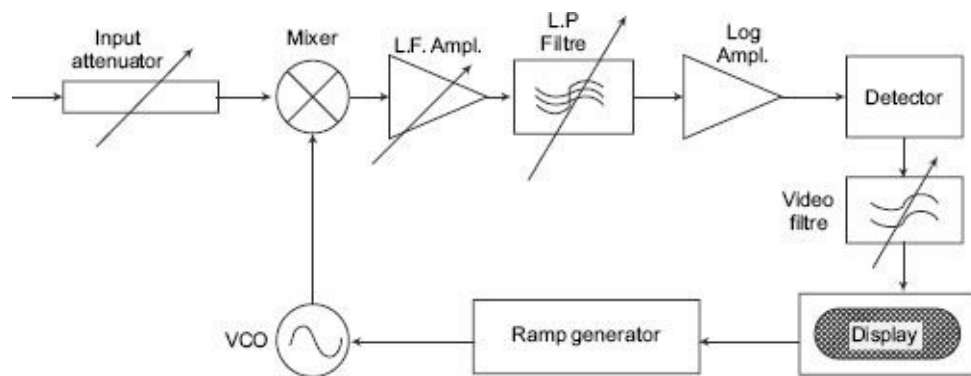 Input
attenuator
Mixer
L.F. Ampl.
L.P
Filtre
Log
Ampl.
Detector
Video
filtre
VCO
Ramp generator
Display